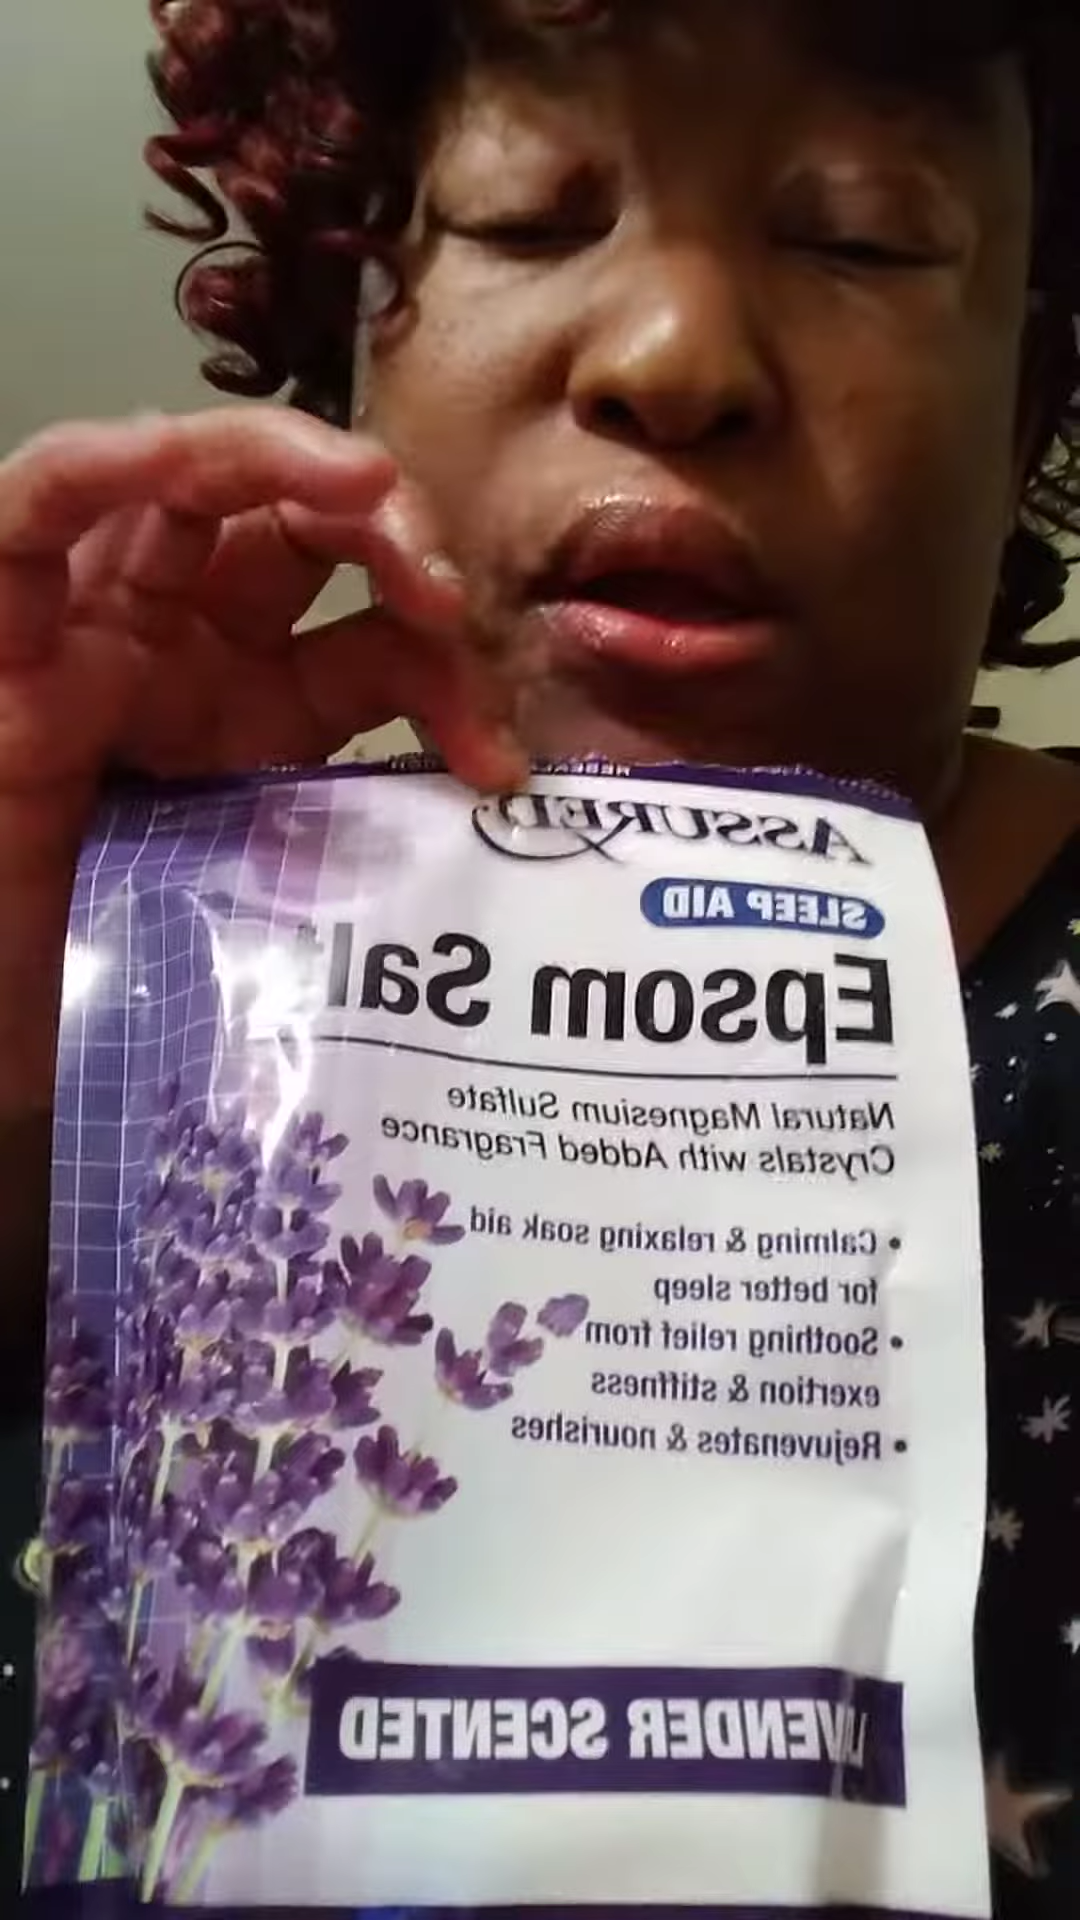 ASSURED
SLEEP AID
Epsom Salt
Natural Magnesium Sulfate
Crystals with Added Fragrance
• Calming & relaxing soak aid
for better sleep
• Soothing relief from
exertion & stiffness
• Rejuvenates & nourishes
LAVENDER SCENTED